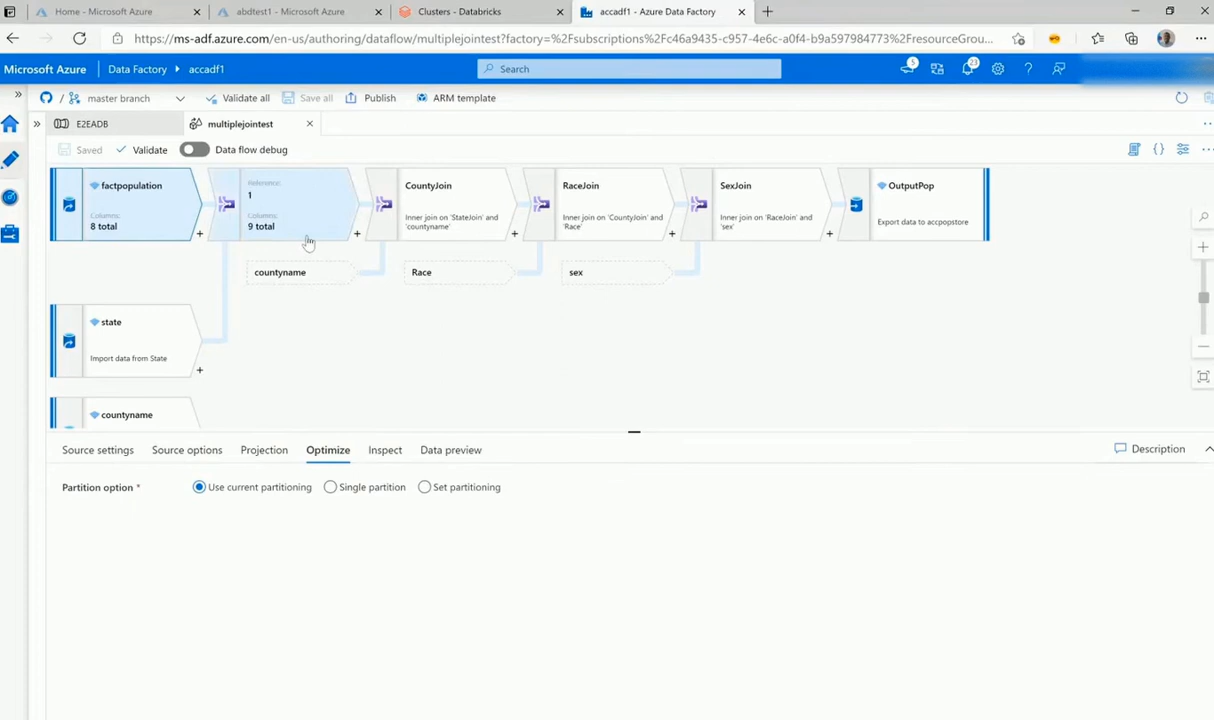 Home - Microsoft Azure
abdtest1 - Microsoft Azure
Clusters - Databricks
accadf1 - Azure Data Factory
https://ms-adf.azure.com/en-us/authoring/dataflow/multiplejointest?factory=%2Fsubscriptions%2Fc46a9435-c957-4e6c-a0f4-b9a597984773%2FresourceGrou...
Microsoft Azure
Data Factory
accadf1
Search
5
23
/
master branch
Validate all
Save all
Publish
ARM template
E2EADB
multiplejointest
Saved
Validate
Data flow debug
factpopulation
Columns:
8 total
Reference:
1
Columns:
9 total
CountyJoin
Inner join on 'StateJoin' and
'countyname'
RaceJoin
Inner join on 'CountyJoin' and
'Race'
SexJoin
Inner join on 'RaceJoin' and
'sex'
OutputPop
Export data to accpopstore
countyname
Race
sex
state
Import data from State
countyname
Source settings
Source options
Projection
Optimize
Inspect
Data preview
Description
Partition option *
Use current partitioning
Single partition
Set partitioning